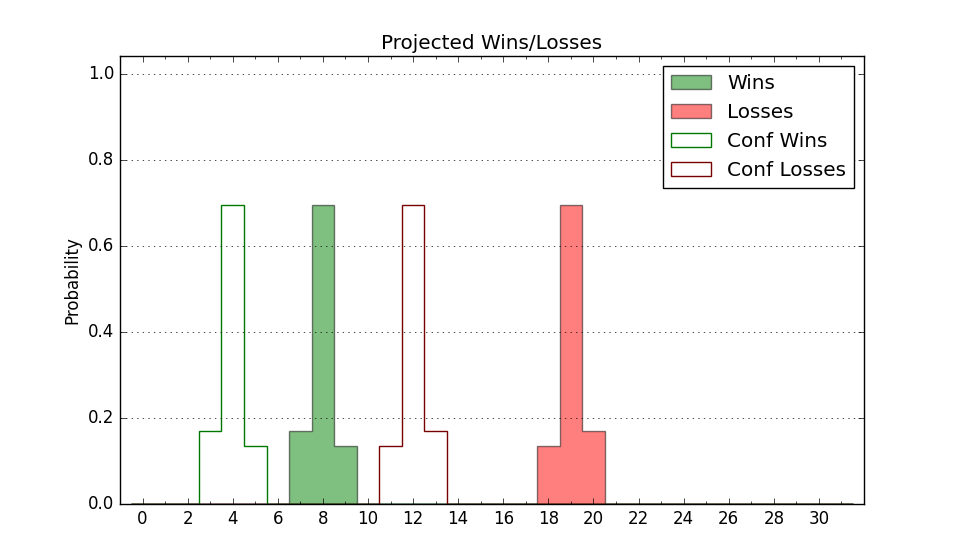 Projected Wins/Losses
Wins
Losses
Conf Wins
Conf Losses
Probability
1.0
0.8
0.6
0.4
0.2
0.0
0 2 4 6 8 10 12 14 16 18 20 22 24 26 28 30